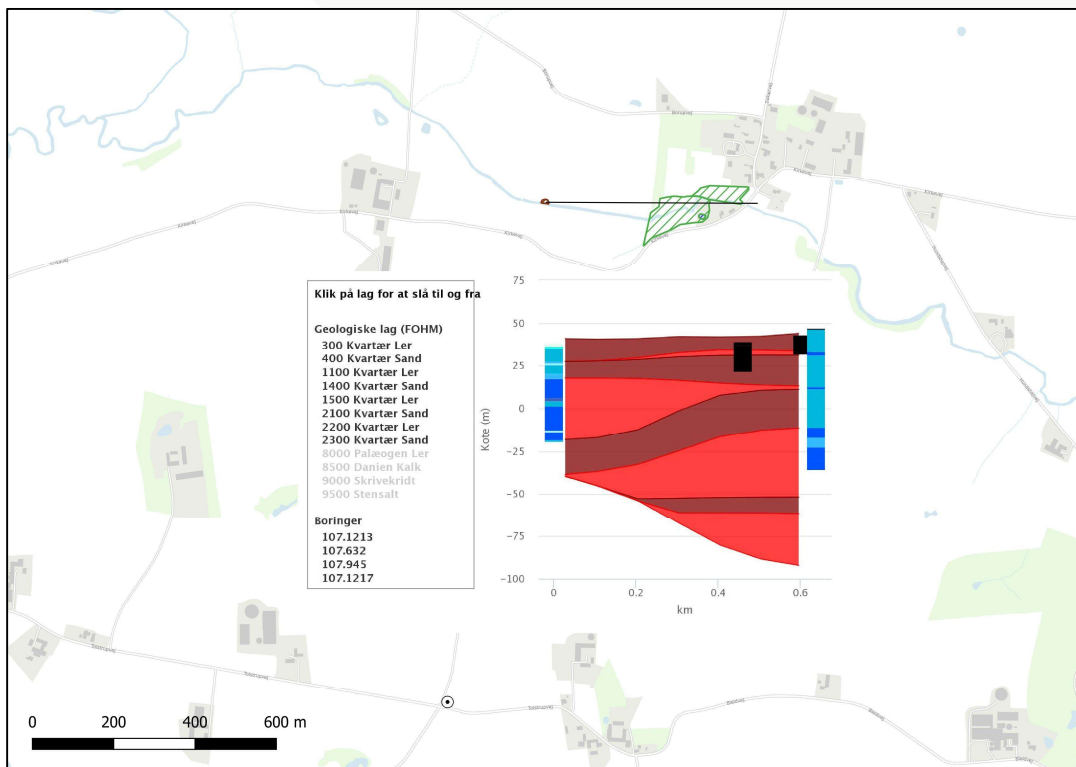 Klik på lag for at slå til og fra
Geologiske lag (FOHM)
300 Kvartær Ler
400 Kvartær Sand
1100 Kvartær Ler
1400 Kvartær Sand
1500 Kvartær Ler
2100 Kvartær Sand
2200 Kvartær Ler
2300 Kvartær Sand
8000 Palæogen Ler
8500 Danien Kalk
9000 Skrivekridt
9500 Stensalt
Boringer
107.1213
107.632
107.945
107.1217
75
50
25
0
−25
−50
−75
−100
Kote (m)
0 0.2 0.4 0.6
km
0 200 400 600 m